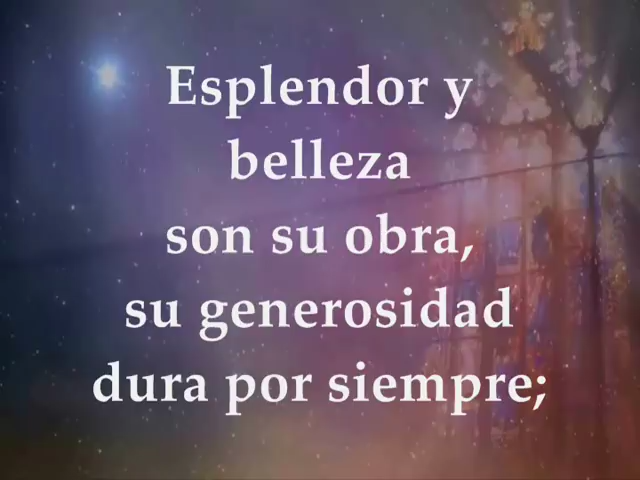 Esplendor y
belleza
son su obra,
su generosidad
dura por siempre;